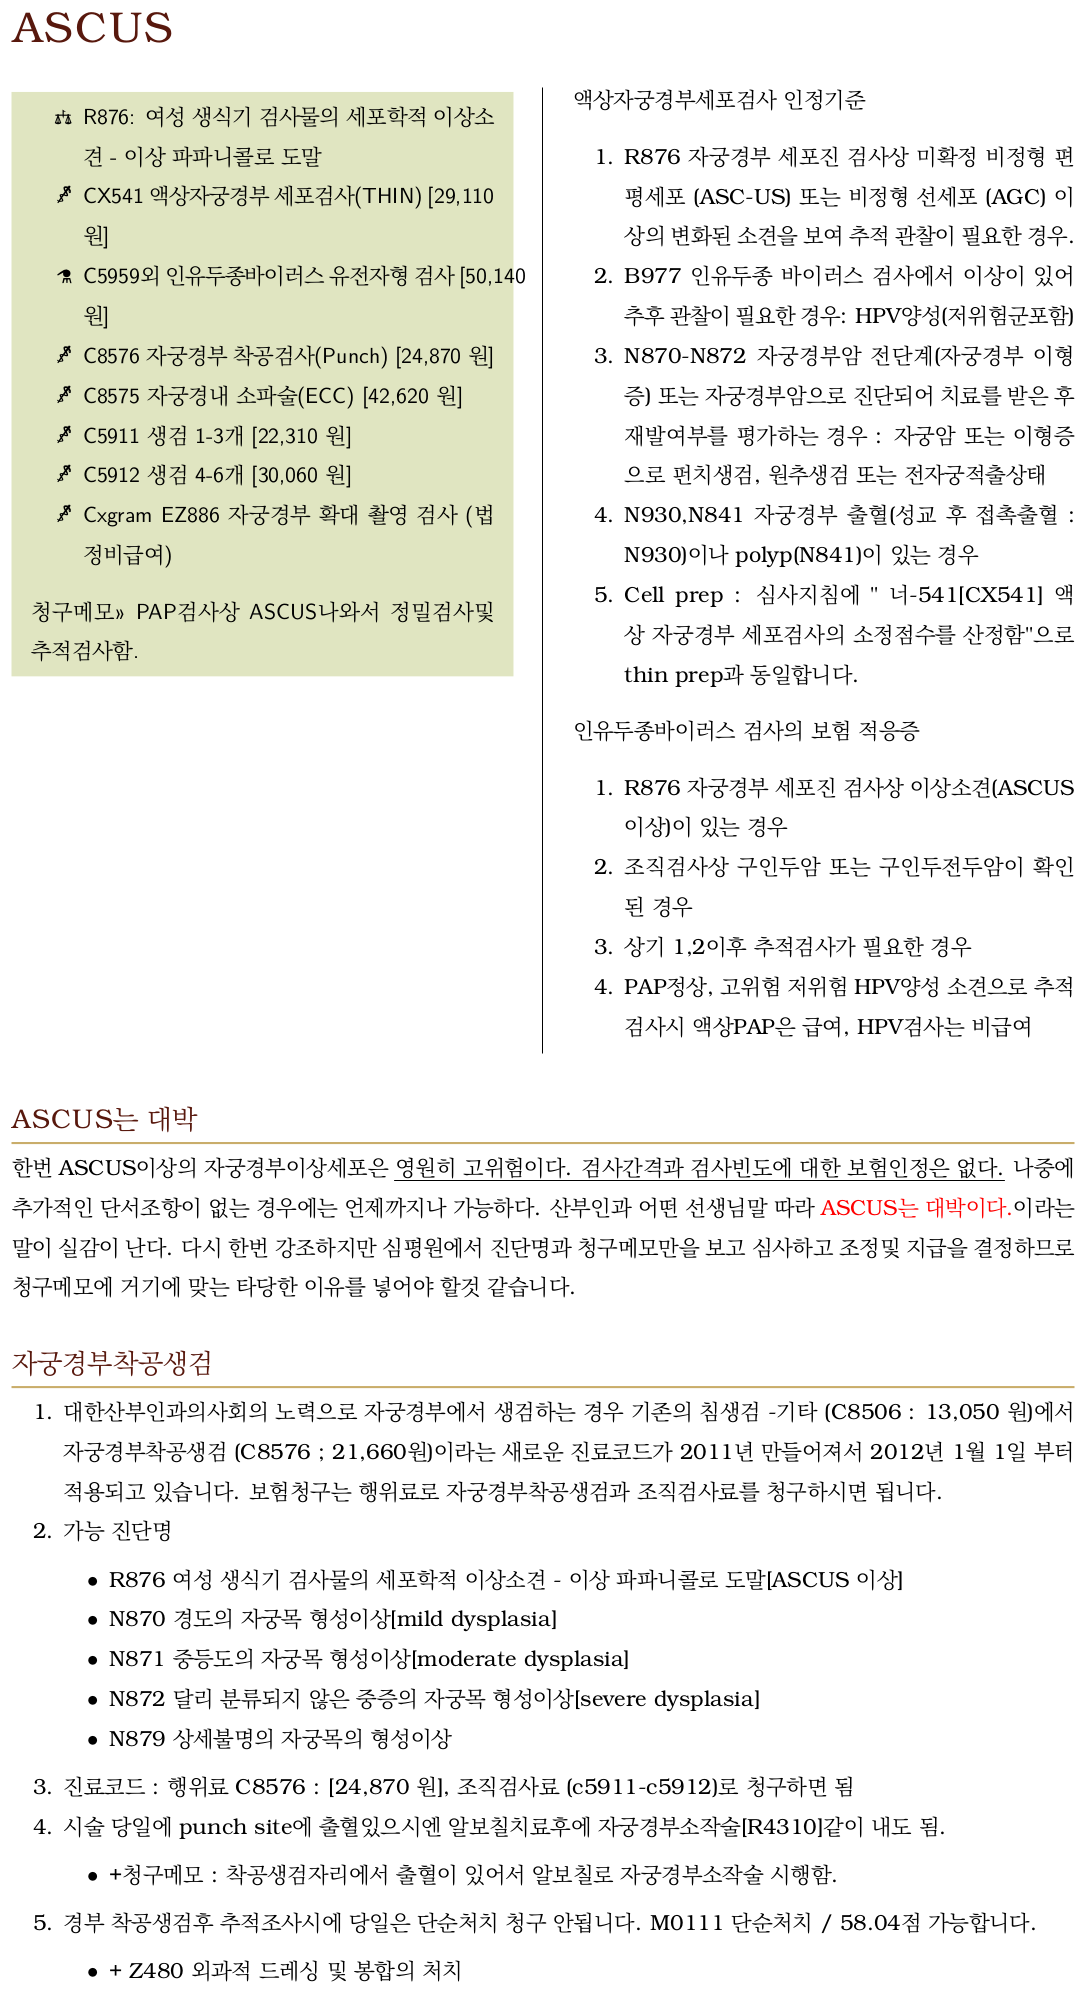 ASCUS
R876: 여성 생식기 검사물의 세포학적 이상소
견 - 이상 파파니콜로 도말
CX541 액상자궁경부 세포검사(THIN) [29,110
원]
C5959외 인유두종바이러스 유전자형 검사 [50,140
원]
C8576 자궁경부 착공검사(Punch) [24,870 원]
C8575 자궁경내 소파술(ECC) [42,620 원]
C5911 생검 1-3개 [22,310 원]
C5912 생검 4-6개 [30,060 원]
Cxgram EZ886 자궁경부 확대 촬영 검사 (법
정비급여)
청구메모» PAP검사상 ASCUS나와서 정밀검사및
추적검사함.
액상자궁경부세포검사 인정기준
1. R876 자궁경부 세포진 검사상 미확정 비정형 편
평세포 (ASC-US) 또는 비정형 선세포 (AGC) 이
상의 변화된 소견을 보여 추적 관찰이 필요한 경우.
2. B977 인유두종 바이러스 검사에서 이상이 있어
추후 관찰이 필요한 경우: HPV양성(저위험군포함)
3. N870-N872 자궁경부암 전단계(자궁경부 이형
증) 또는 자궁경부암으로 진단되어 치료를 받은 후
재발여부를 평가하는 경우 : 자궁암 또는 이형증
으로 펀치생검, 원추생검 또는 전자궁적출상태
4. N930,N841 자궁경부 출혈(성교 후 접촉출혈 :
N930)이나 polyp(N841)이 있는 경우
5. Cell prep : 심사지침에 " 너-541[CX541] 액
상 자궁경부 세포검사의 소정점수를 산정함"으로
thin prep과 동일합니다.
인유두종바이러스 검사의 보험 적응증
1. R876 자궁경부 세포진 검사상 이상소견(ASCUS
이상)이 있는 경우
2. 조직검사상 구인두암 또는 구인두전두암이 확인
된 경우
3. 상기 1,2이후 추적검사가 필요한 경우
4. PAP정상, 고위험 저위험 HPV양성 소견으로 추적
검사시 액상PAP은 급여, HPV검사는 비급여
ASCUS는 대박
한번 ASCUS이상의 자궁경부이상세포은 영원히 고위험이다. 검사간격과 검사빈도에 대한 보험인정은 없다. 나중에
추가적인 단서조항이 없는 경우에는 언제까지나 가능하다. 산부인과 어떤 선생님말 따라 ASCUS는 대박이다.이라는
말이 실감이 난다. 다시 한번 강조하지만 심평원에서 진단명과 청구메모만을 보고 심사하고 조정및 지급을 결정하므로
청구메모에 거기에 맞는 타당한 이유를 넣어야 할것 같습니다.
자궁경부착공생검
1. 대한산부인과의사회의 노력으로 자궁경부에서 생검하는 경우 기존의 침생검 -기타 (C8506 : 13,050 원)에서
자궁경부착공생검 (C8576 ; 21,660원)이라는 새로운 진료코드가 2011년 만들어져서 2012년 1월 1일 부터
적용되고 있습니다. 보험청구는 행위료로 자궁경부착공생검과 조직검사료를 청구하시면 됩니다.
2. 가능 진단명
• R876 여성 생식기 검사물의 세포학적 이상소견 - 이상 파파니콜로 도말[ASCUS 이상]
• N870 경도의 자궁목 형성이상[mild dysplasia]
• N871 중등도의 자궁목 형성이상[moderate dysplasia]
• N872 달리 분류되지 않은 중증의 자궁목 형성이상[severe dysplasia]
• N879 상세불명의 자궁목의 형성이상
3. 진료코드 : 행위료 C8576 : [24,870 원], 조직검사료 (c5911-c5912)로 청구하면 됨
4. 시술 당일에 punch site에 출혈있으시엔 알보칠치료후에 자궁경부소작술[R4310]같이 내도 됨.
• +청구메모 : 착공생검자리에서 출혈이 있어서 알보칠로 자궁경부소작술 시행함.
5. 경부 착공생검후 추적조사시에 당일은 단순처치 청구 안됩니다. M0111 단순처치 / 58.04점 가능합니다.
• + Z480 외과적 드레싱 및 봉합의 처치